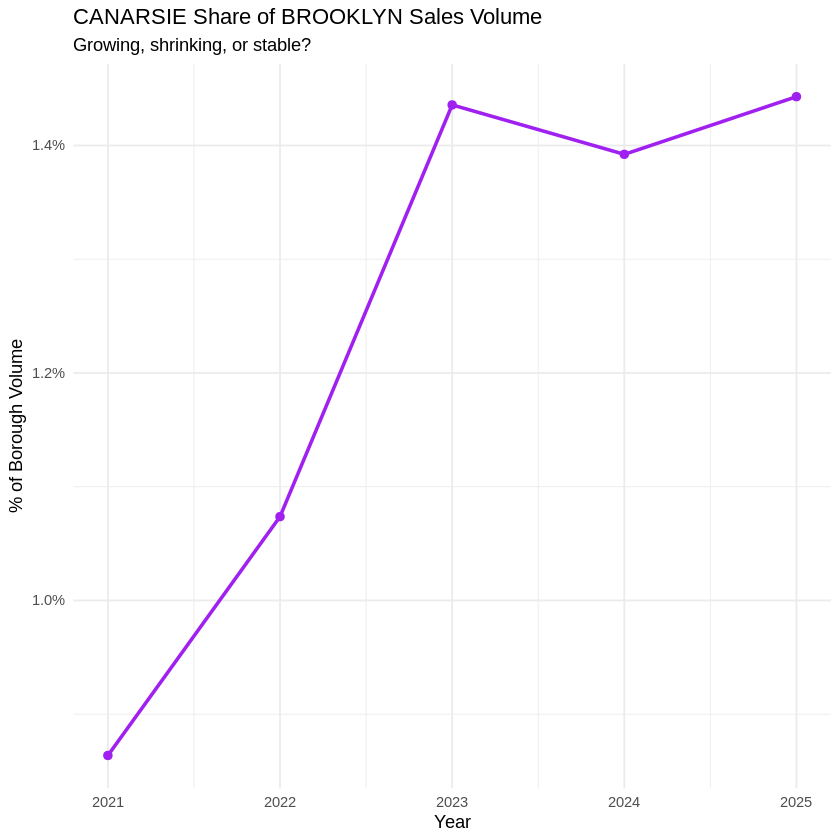 CANARSIE Share of BROOKLYN Sales Volume
Growing, shrinking, or stable?
% of Borough Volume
1.4%
1.2%
1.0%
2021 2022 2023 2024 2025
Year